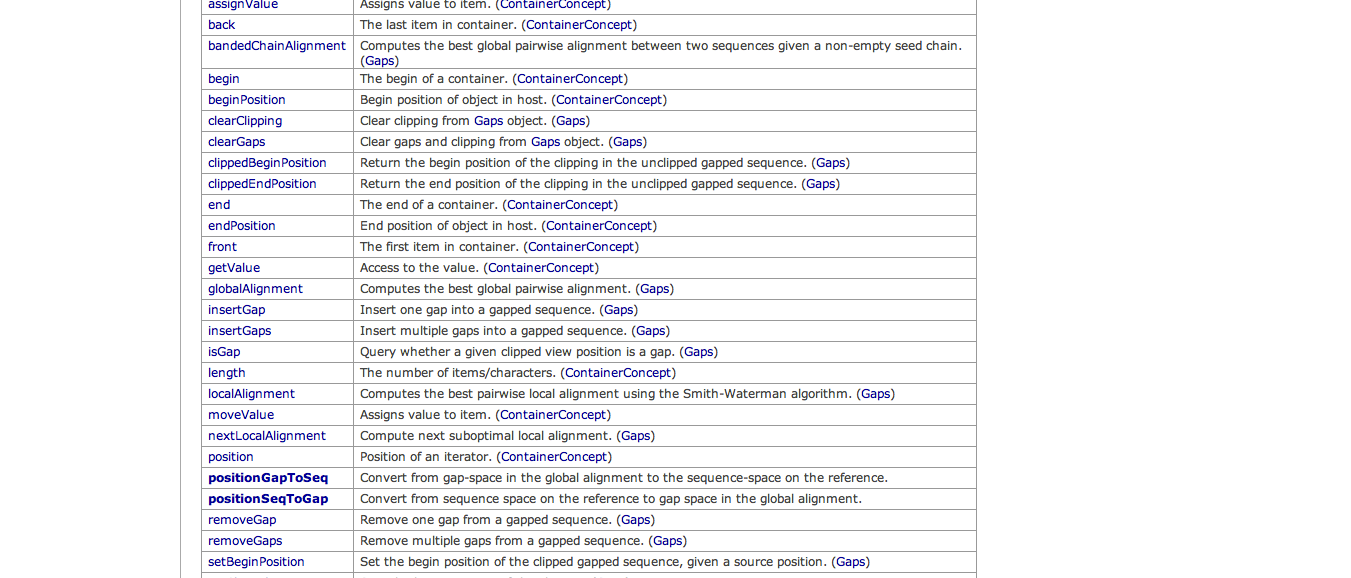 assignValue Assigns value to item. (ContainerConcept)
back The last item in container. (ContainerConcept)
bandedChainAlignment Computes the best global pairwise alignment between two sequences given a non-empty seed chain.
(Gaps)
begin The begin of a container. (ContainerConcept)
beginPosition Begin position of object in host. (ContainerConcept)
clearClipping Clear clipping from Gaps object. (Gaps)
clearGaps Clear gaps and clipping from Gaps object. (Gaps)
clippedBeginPosition Return the begin position of the clipping in the unclipped gapped sequence. (Gaps)
clippedEndPosition Return the end position of the clipping in the unclipped gapped sequence. (Gaps)
end The end of a container. (ContainerConcept)
endPosition End position of object in host. (ContainerConcept)
front The first item in container. (ContainerConcept)
getValue Access to the value. (ContainerConcept)
globalAlignment Computes the best global pairwise alignment. (Gaps)
insertGap Insert one gap into a gapped sequence. (Gaps)
insertGaps Insert multiple gaps into a gapped sequence. (Gaps)
isGap Query whether a given clipped view position is a gap. (Gaps)
length The number of items/characters. (ContainerConcept)
localAlignment Computes the best pairwise local alignment using the Smith-Waterman algorithm. (Gaps)
moveValue Assigns value to item. (ContainerConcept)
nextLocalAlignment Compute next suboptimal local alignment. (Gaps)
position Position of an iterator. (ContainerConcept)
positionGapToSeq Convert from gap-space in the global alignment to the sequence-space on the reference.
positionSeqToGap Convert from sequence space on the reference to gap space in the global alignment.
removeGap Remove one gap from a gapped sequence. (Gaps)
removeGaps Remove multiple gaps from a gapped sequence. (Gaps)
setBeginPosition Set the begin position of the clipped gapped sequence, given a source position. (Gaps)